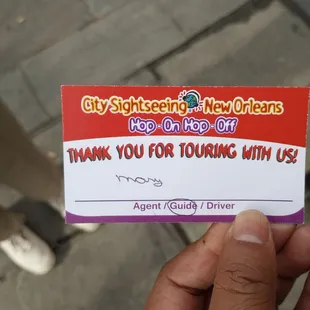 City Sightseeing New Orleans
Hop - On Hop - Off
THANK YOU FOR TOURING WITH US!
mary
Agent / Guide / Driver